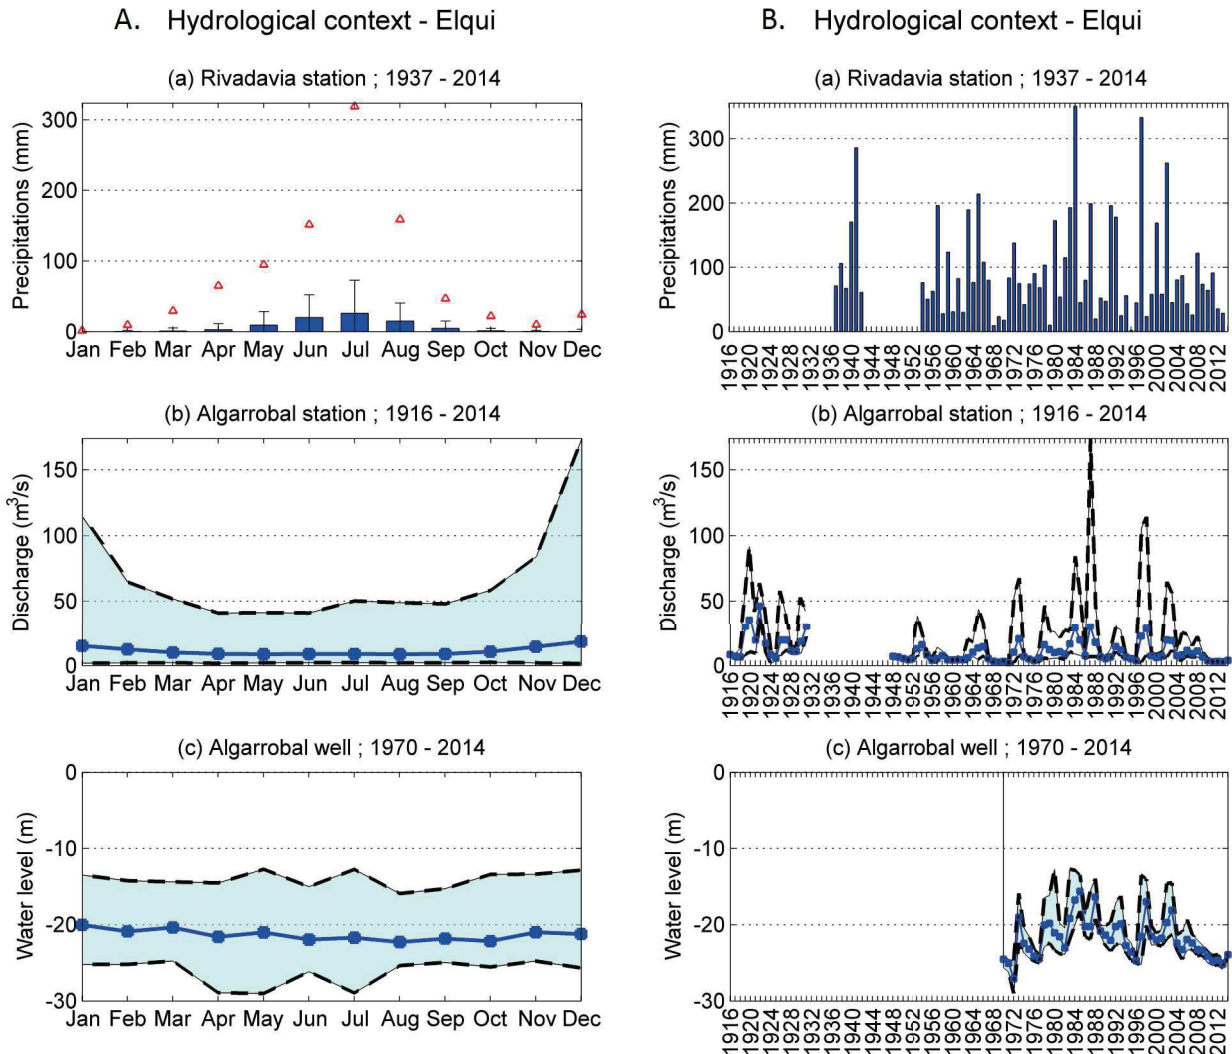 A. Hydrological context - Elqui
(a) Rivadavia station ; 1937 - 2014
Precipitations (mm)
300
200
100
0
Jan Feb Mar Apr May Jun Jul Aug Sep Oct Nov Dec
(b) Algarrobal station ; 1916 - 2014
Discharge (m³/s)
150
100
50
0
Jan Feb Mar Apr May Jun Jul Aug Sep Oct Nov Dec
(c) Algarrobal well ; 1970 - 2014
Water level (m)
0
-10
-20
-30
Jan Feb Mar Apr May Jun Jul Aug Sep Oct Nov Dec
B. Hydrological context - Elqui
(a) Rivadavia station ; 1937 - 2014
Precipitations (mm)
300
200
100
0
1916 1920 1924 1928 1932 1936 1940 1944 1948 1952 1956 1960 1964 1968 1972 1976 1980 1984 1988 1992 1996 2000 2004 2008 2012
(b) Algarrobal station ; 1916 - 2014
Discharge (m³/s)
150
100
50
0
1916 1920 1924 1928 1932 1936 1940 1944 1948 1952 1956 1960 1964 1968 1972 1976 1980 1984 1988 1992 1996 2000 2004 2008 2012
(c) Algarrobal well ; 1970 - 2014
Water level (m)
0
-10
-20
-30
1916 1920 1924 1928 1932 1936 1940 1944 1948 1952 1956 1960 1964 1968 1972 1976 1980 1984 1988 1992 1996 2000 2004 2008 2012